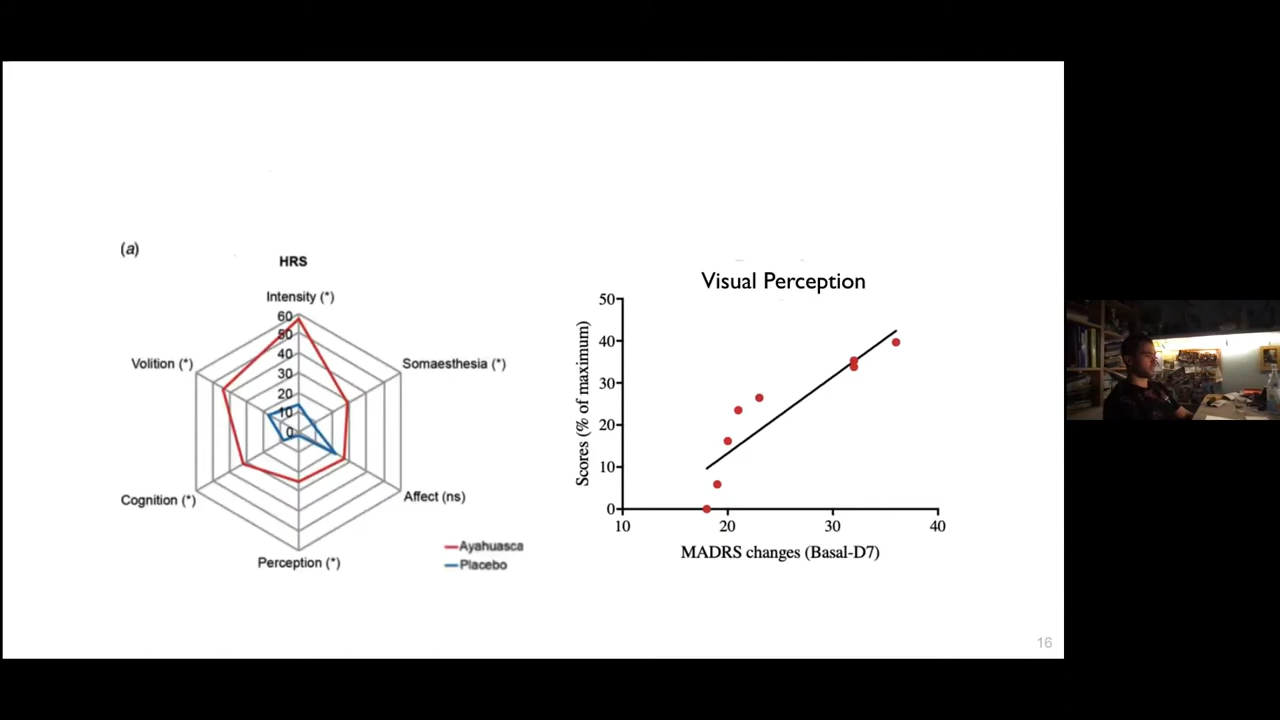 (a)
HRS
Intensity (*)
60
50
40
30
20
10
0
Volition (*)
Somaesthesia (*)
Cognition (*)
Affect (ns)
Perception (*)
Ayahuasca
Placebo
Visual Perception
Scores (% of maximum)
50
40
30
20
10
0
10 20 30 40
MADRS changes (Basal-D7)
16